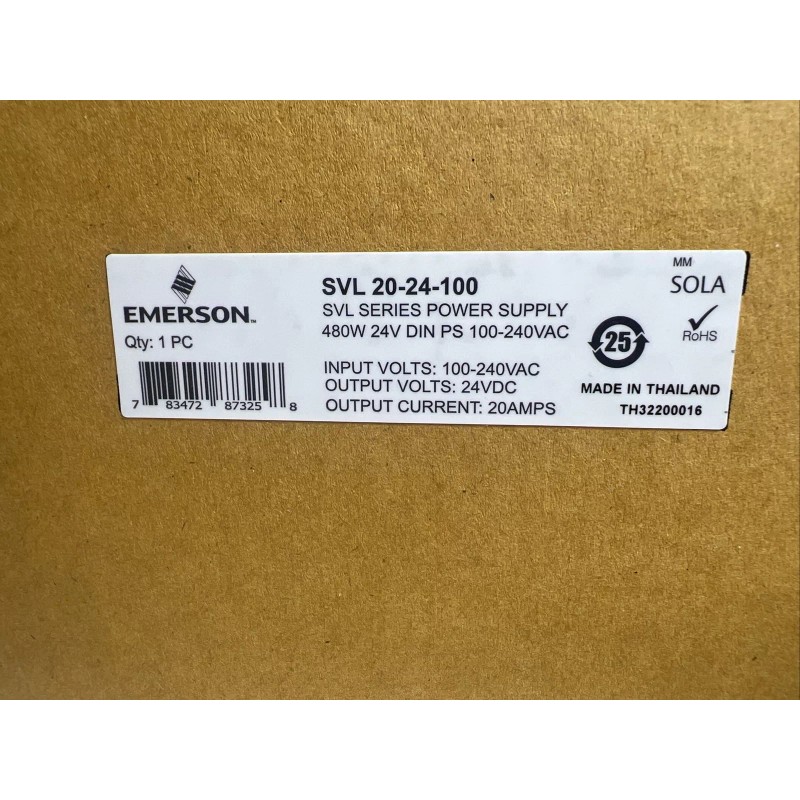 EMERSON™
Qty: 1 PC
7 83472 87325 8
SVL 20-24-100
SVL SERIES POWER SUPPLY
480W 24V DIN PS 100-240VAC
INPUT VOLTS: 100-240VAC
OUTPUT VOLTS: 24VDC
OUTPUT CURRENT: 20AMPS
25
MM
SOLA
RoHS
MADE IN THAILAND
TH32200016